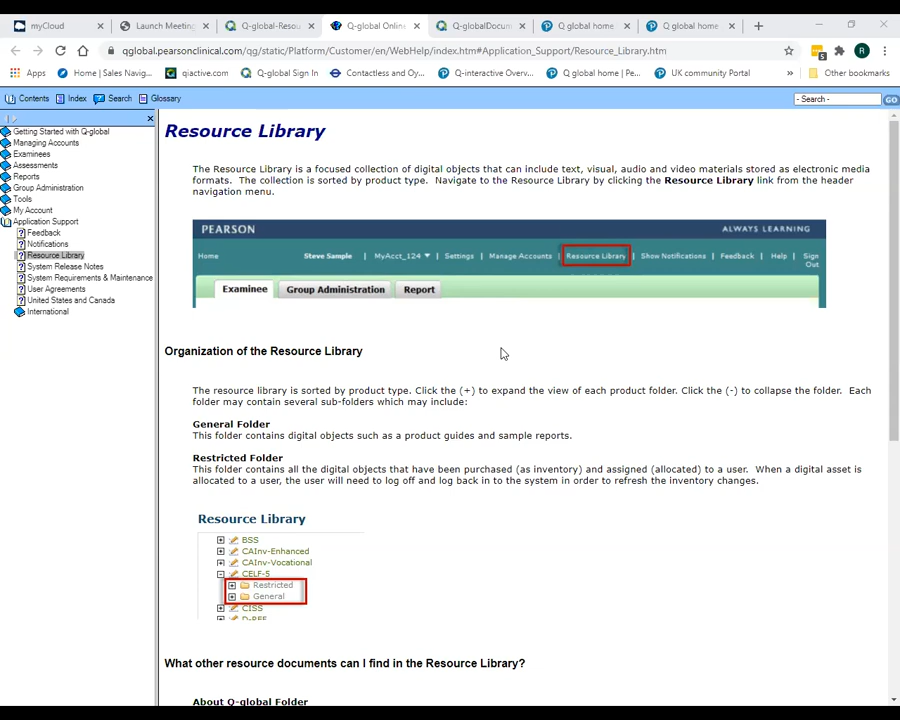 myCloud
Launch Meeting
Q-global-Resou
Q-global Online
Q-globalDocum
Q global home
Q global home
qglobal.pearsonclinical.com/qg/static/Platform/Customer/en/WebHelp/index.htm#Application_Support/Resource_Library.htm
5
R
Apps
Home | Sales Navig...
qiactive.com
Q-global Sign In
Contactless and Oy...
Q-interactive Overv...
Q global home | Pe...
UK community Portal
»
Other bookmarks
Contents
Index
Search
Glossary
- Search -
GO
Getting Started with Q-global
Managing Accounts
Examinees
Assessments
Reports
Group Administration
Tools
My Account
Application Support
Feedback
Notifications
Resource Library
System Release Notes
System Requirements & Maintenance
User Agreements
United States and Canada
International
Resource Library
The Resource Library is a focused collection of digital objects that can include text, visual, audio and video materials stored as electronic media
formats. The collection is sorted by product type. Navigate to the Resource Library by clicking the Resource Library link from the header
navigation menu.
PEARSON
ALWAYS LEARNING
Home
Steve Sample | MyAcct_124 ▼ | Settings | Manage Accounts | Resource Library | Show Notifications | Feedback | Help | Sign
Out
Examinee
Group Administration
Report
Organization of the Resource Library
The resource library is sorted by product type. Click the (+) to expand the view of each product folder. Click the (-) to collapse the folder. Each
folder may contain several sub-folders which may include:
General Folder
This folder contains digital objects such as a product guides and sample reports.
Restricted Folder
This folder contains all the digital objects that have been purchased (as inventory) and assigned (allocated) to a user. When a digital asset is
allocated to a user, the user will need to log off and log back in to the system in order to refresh the inventory changes.
Resource Library
BSS
CAInv-Enhanced
CAInv-Vocational
CELF-5
Restricted
General
CISS
D-REF
What other resource documents can I find in the Resource Library?
About Q-global Folder